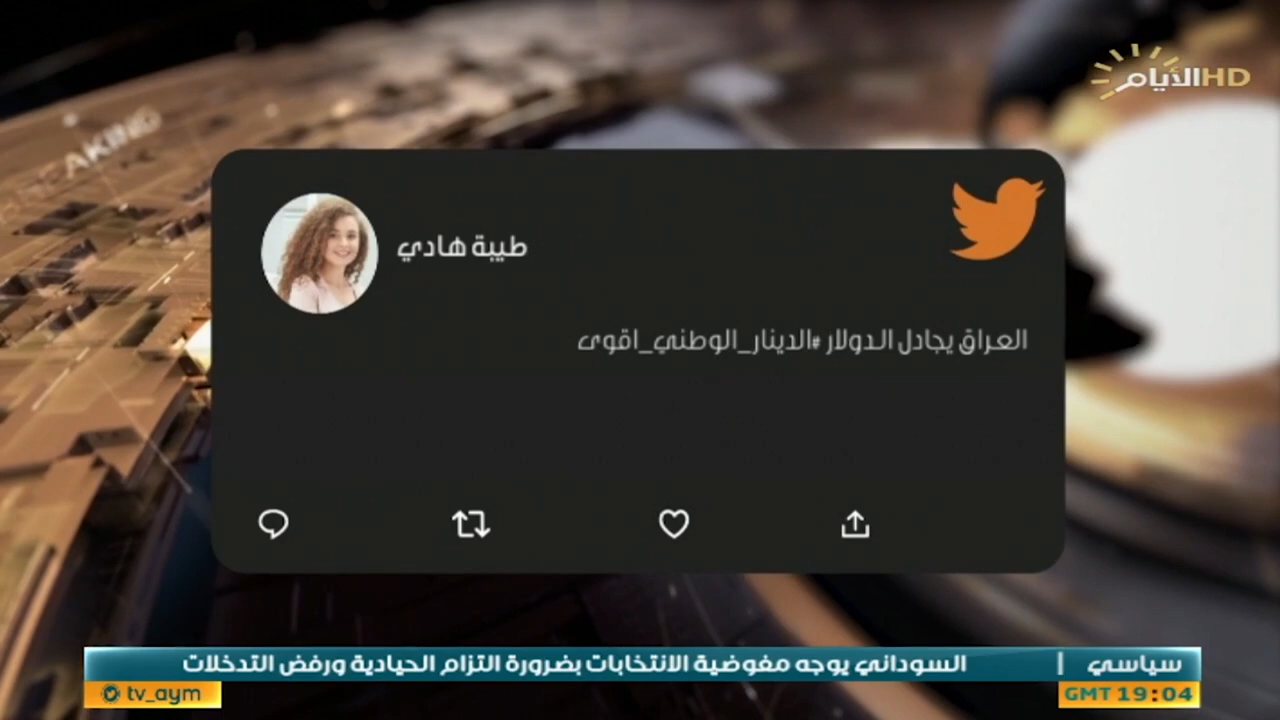 الأيام HD
AKING
طيبة هادي
العراق يجادل الدولار #الدينار_الوطني_اقوى
سياسي | السوداني يوجه مفوضية الانتخابات بضرورة التزام الحيادية ورفض التدخلات
tv_aym
GMT 19:04